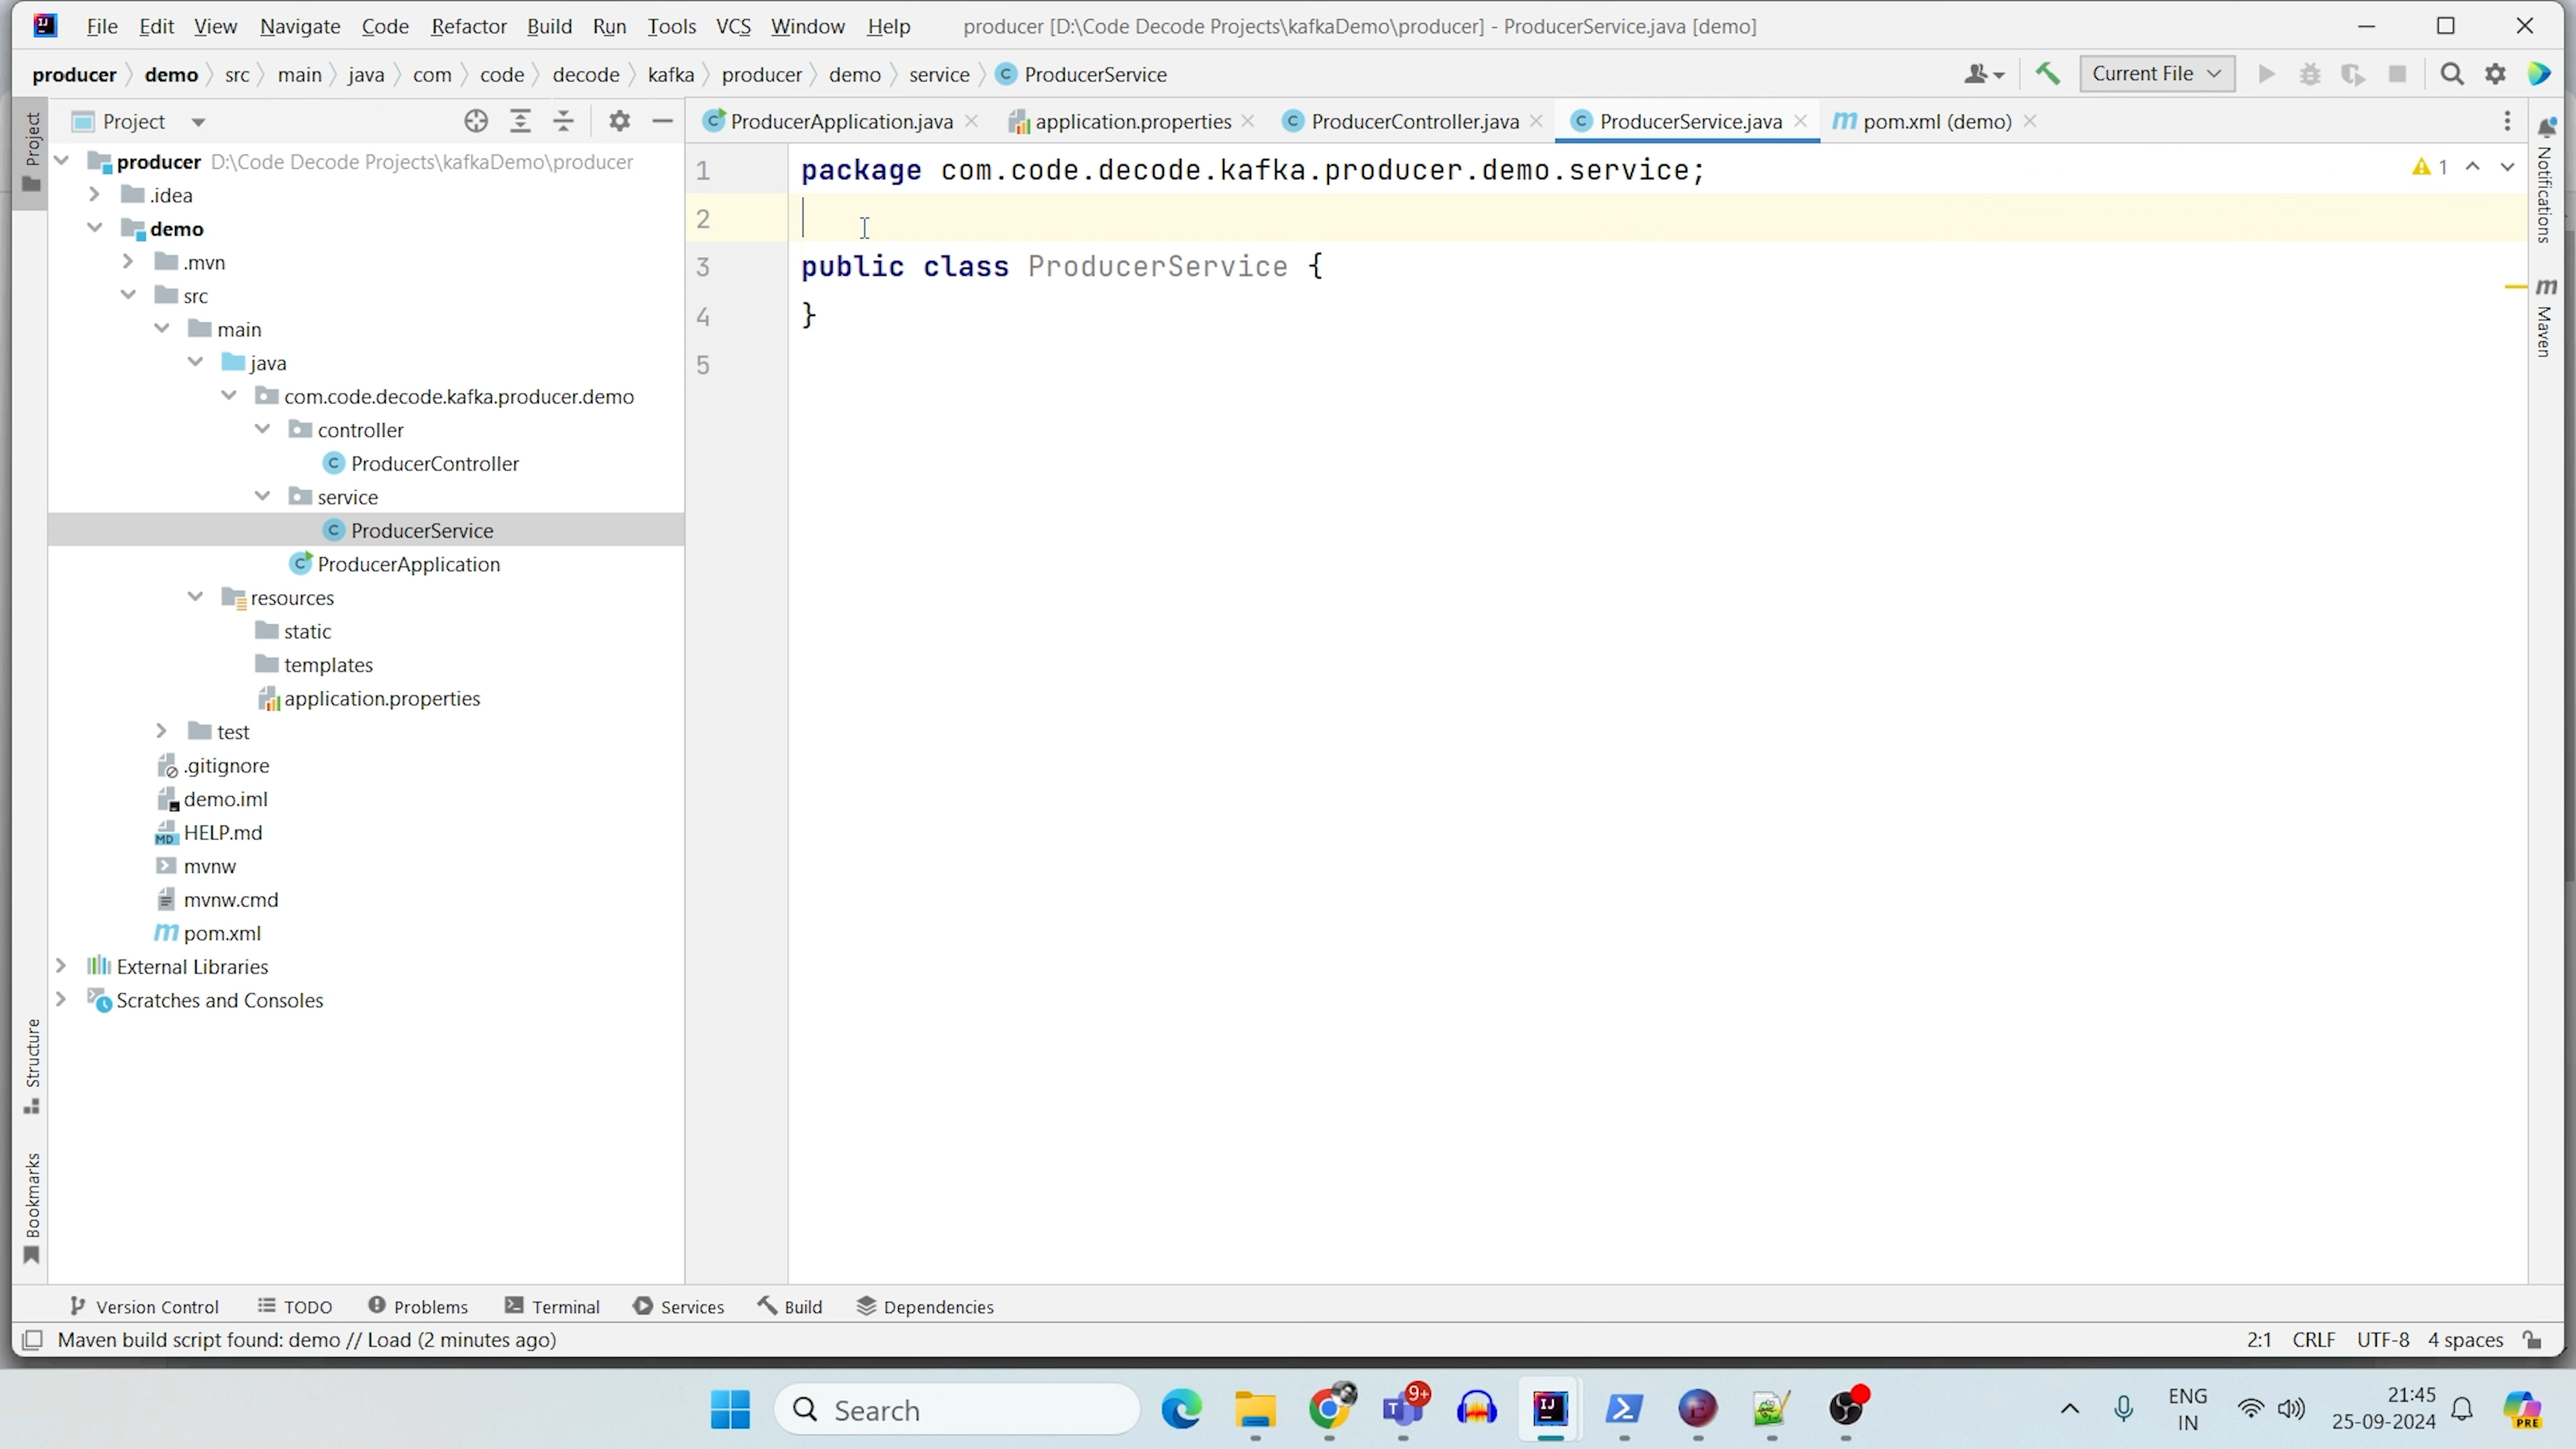 File Edit View Navigate Code Refactor Build Run Tools VCS Window Help producer [D:\Code Decode Projects\kafkaDemo\producer] - ProducerService.java [demo]
producer demo src main java com code decode kafka producer demo service ProducerService Current File
Project ProducerApplication.java application.properties ProducerController.java ProducerService.java pom.xml (demo)
Project
Notifications
Maven
Structure
Bookmarks
producer D:\Code Decode Projects\kafkaDemo\producer
.idea
demo
.mvn
src
main
java
com.code.decode.kafka.producer.demo
controller
ProducerController
service
ProducerService
ProducerApplication
resources
static
templates
application.properties
test
.gitignore
demo.iml
HELP.md
mvnw
mvnw.cmd
pom.xml
External Libraries
Scratches and Consoles
1 package com.code.decode.kafka.producer.demo.service;
1
2
3 public class ProducerService {
4 }
5
Version Control TODO Problems Terminal Services Build Dependencies
Maven build script found: demo // Load (2 minutes ago) 2:1 CRLF UTF-8 4 spaces
Search
9+
ENG
IN
21:45
25-09-2024
PRE